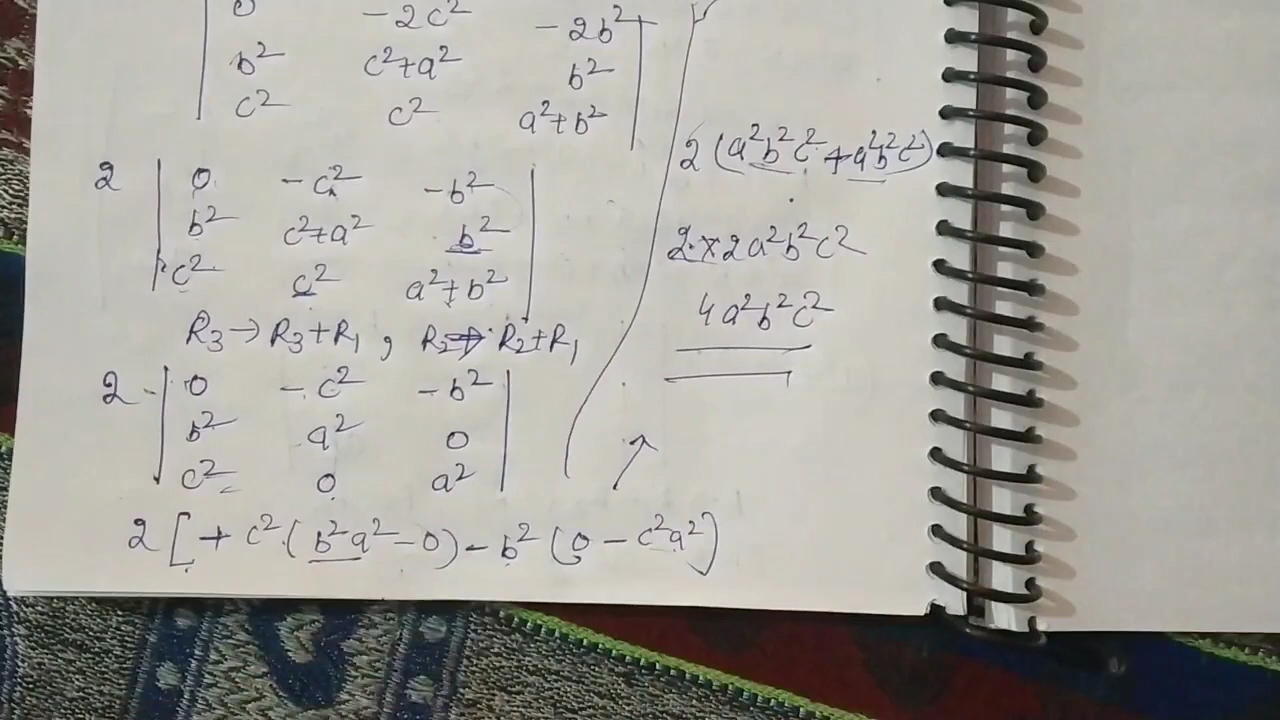 0 -2c² -2b²
b² c²+a² b²
c² c² a²+b²
2 | 0 -c² -b² |
b² c²+a² b²
c² c² a²+b²
R₃→R₃+R₁, R₂→R₂+R₁
2 | 0 -c² -b² |
b² a² 0
c² 0 a²
2[+c²(b²a²-0)-b²(0-c²a²)]
2(a²b²c²+a²b²c²)
2×2a²b²c²
4a²b²c²